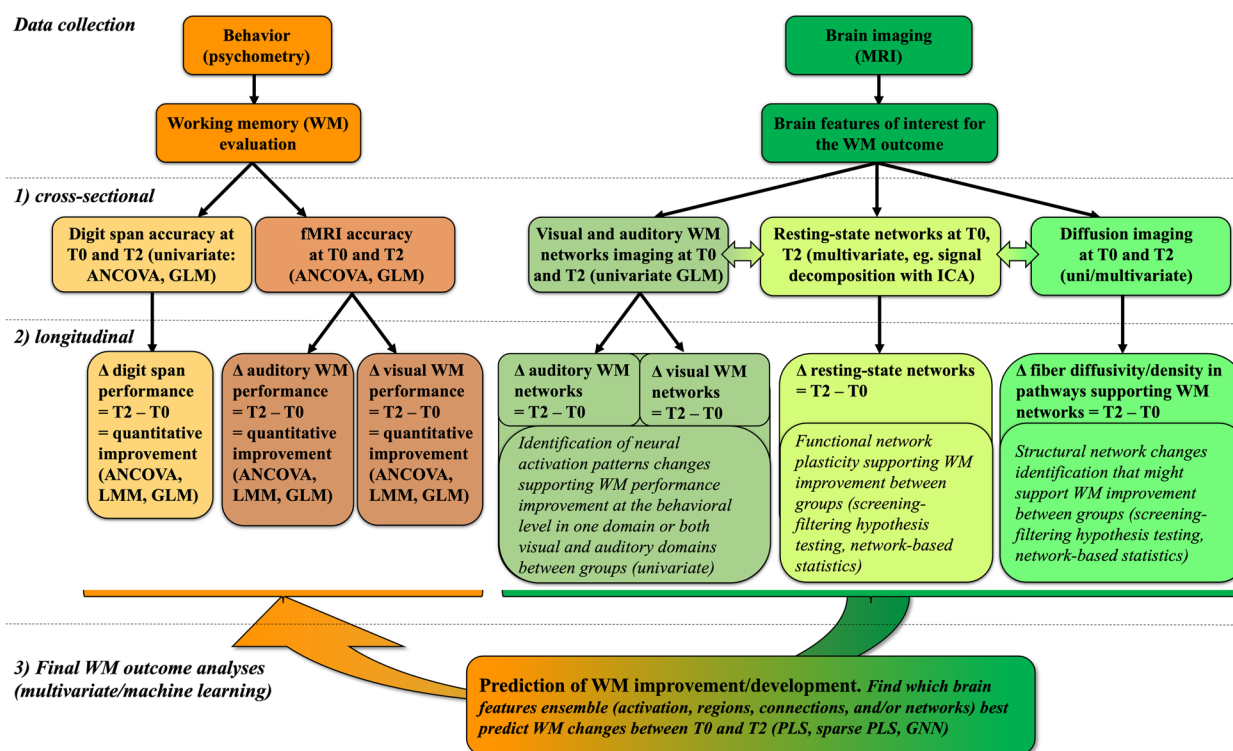 Data collection
Behavior
(psychometry)
Brain imaging
(MRI)
Working memory (WM)
evaluation
Brain features of interest for
the WM outcome
1) cross-sectional
Digit span accuracy at
T0 and T2 (univariate:
ANCOVA, GLM)
fMRI accuracy
at T0 and T2
(ANCOVA, GLM)
Visual and auditory WM
networks imaging at T0
and T2 (univariate GLM)
Resting-state networks at T0,
T2 (multivariate, eg. signal
decomposition with ICA)
Diffusion imaging
at T0 and T2
(uni/multivariate)
2) longitudinal
Δ digit span
performance
= T2 – T0
= quantitative
improvement
(ANCOVA,
LMM, GLM)
Δ auditory WM
performance
= T2 – T0
= quantitative
improvement
(ANCOVA,
LMM, GLM)
Δ visual WM
performance
= T2 – T0
= quantitative
improvement
(ANCOVA,
LMM, GLM)
Δ auditory WM
networks
= T2 – T0
Δ visual WM
networks
= T2 – T0
Identification of neural
activation patterns changes
supporting WM performance
improvement at the behavioral
level in one domain or both
visual and auditory domains
between groups (univariate)
Δ resting-state networks
= T2 – T0
Functional network
plasticity supporting WM
improvement between
groups (screening-
filtering hypothesis
testing, network-based
statistics)
Δ fiber diffusivity/density in
pathways supporting WM
networks = T2 – T0
Structural network changes
identification that might
support WM improvement
between groups (screening-
filtering hypothesis testing,
network-based statistics)
3) Final WM outcome analyses
(multivariate/machine learning)
Prediction of WM improvement/development. Find which brain
features ensemble (activation, regions, connections, and/or networks) best
predict WM changes between T0 and T2 (PLS, sparse PLS, GNN)